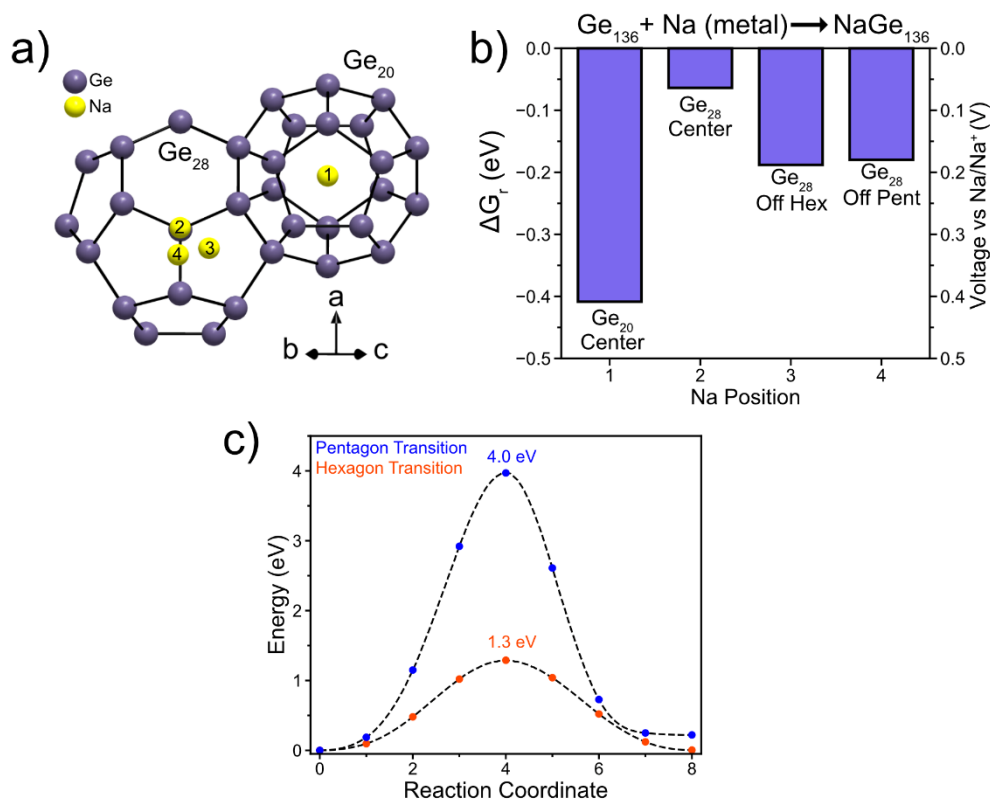 a)
Ge
Na
Ge₂₀
Ge₂₈
1
2
4
3
a
b
c
b)
Ge₁₃₆ + Na (metal) → NaGe₁₃₆
0.0
−0.1
−0.2
−0.3
−0.4
−0.5
ΔGᵣ (eV)
Ge₂₀
Center
Ge₂₈
Center
Ge₂₈
Off Hex
Ge₂₈
Off Pent
0.0
0.1
0.2
0.3
0.4
0.5
Voltage vs Na/Na⁺ (V)
1 2 3 4
Na Position
c)
Pentagon Transition
Hexagon Transition
4.0 eV
1.3 eV
4
3
2
1
0
Energy (eV)
0 2 4 6 8
Reaction Coordinate